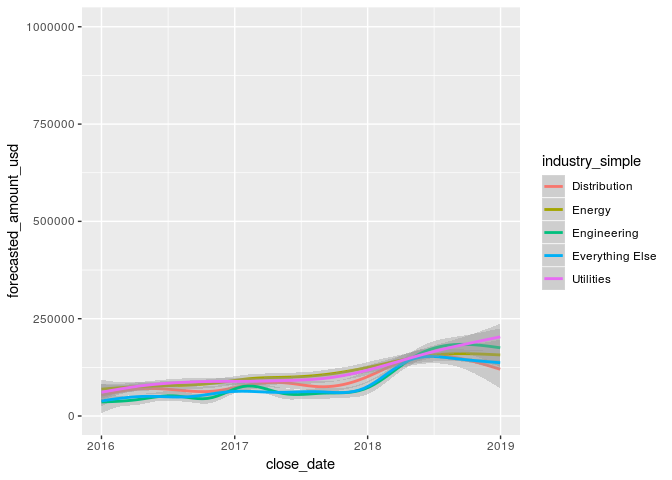 1000000
750000
500000
250000
0
forecasted_amount_usd
2016
2017
2018
2019
close_date
industry_simple
Distribution
Energy
Engineering
Everything Else
Utilities